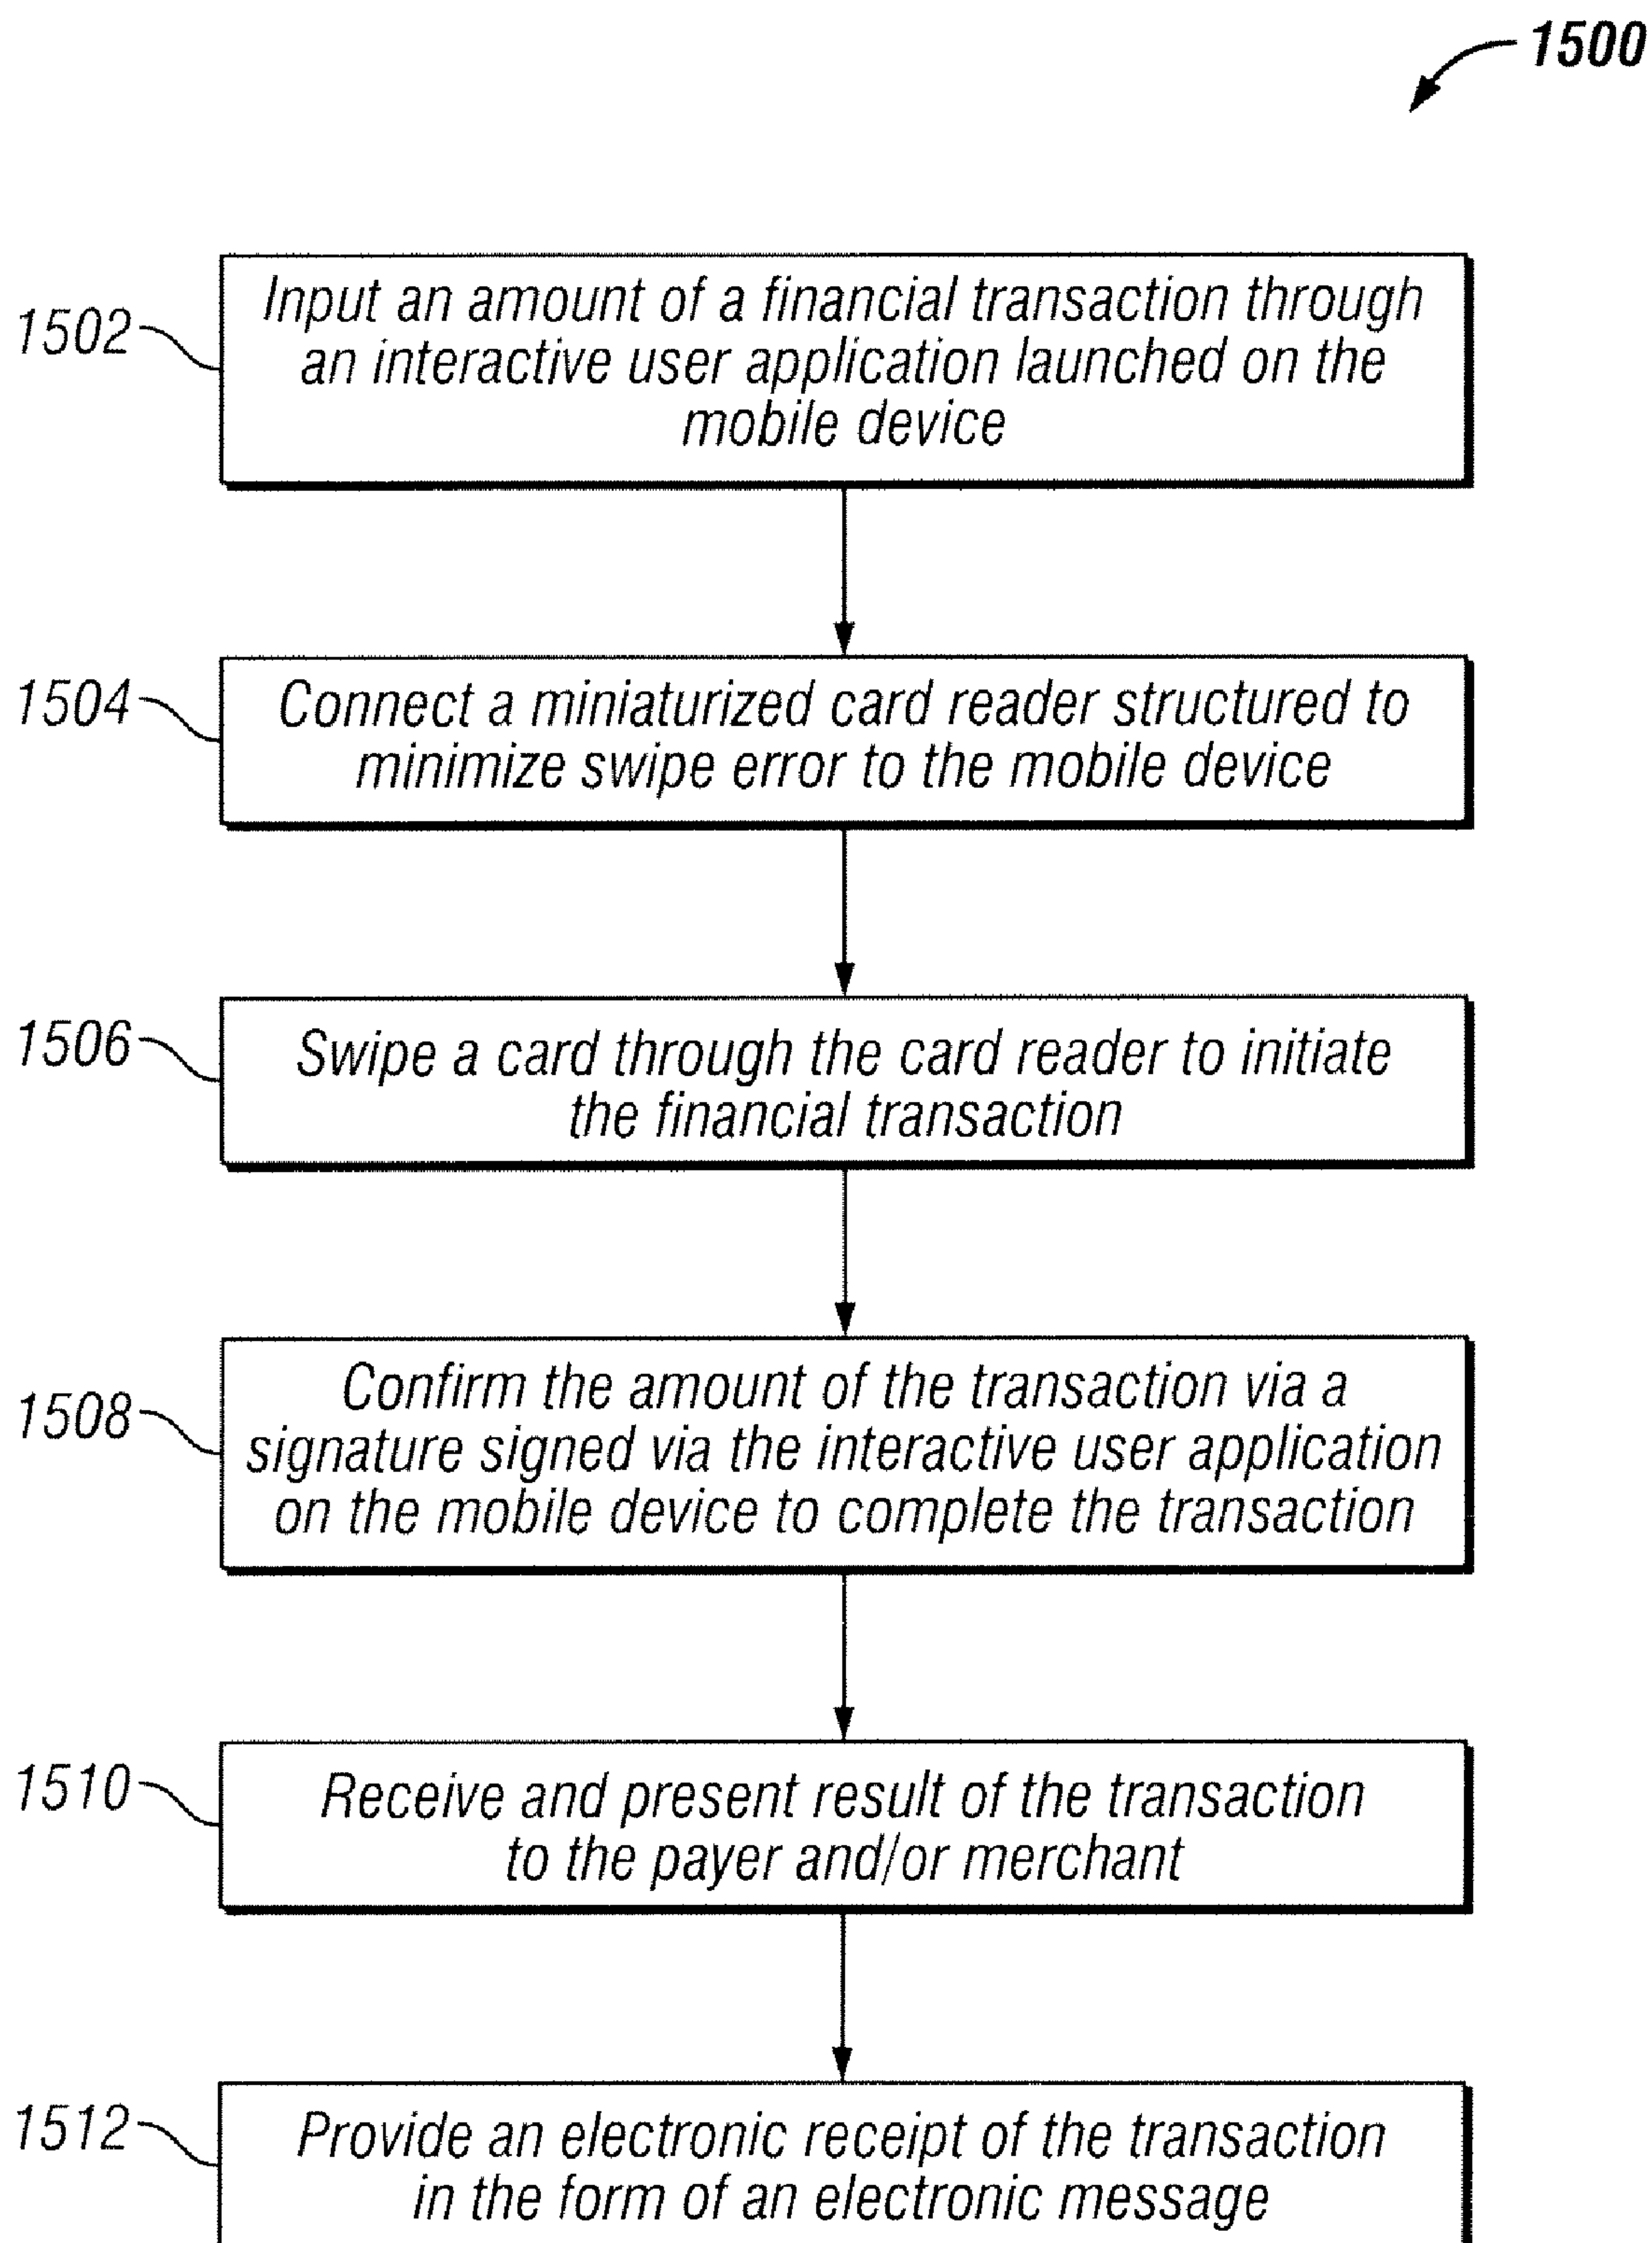 1500
1502
Input an amount of a financial transaction through
an interactive user application launched on the
mobile device
1504
Connect a miniaturized card reader structured to
minimize swipe error to the mobile device
1506
Swipe a card through the card reader to initiate
the financial transaction
1508
Confirm the amount of the transaction via a
signature signed via the interactive user application
on the mobile device to complete the transaction
1510
Receive and present result of the transaction
to the payer and/or merchant
1512
Provide an electronic receipt of the transaction
in the form of an electronic message